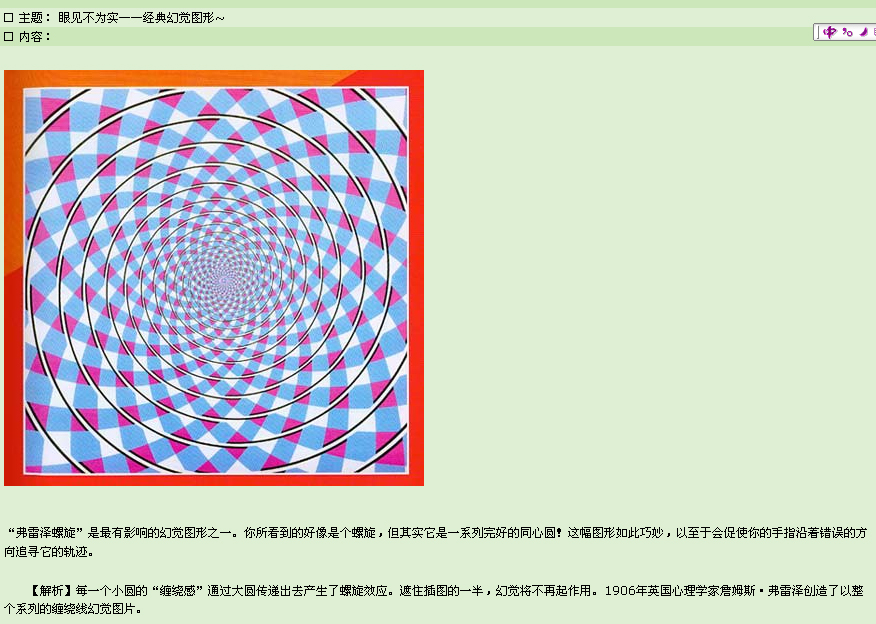 □ 主题： 眼见不为实——经典幻觉图形～
□ 内容：
中
“弗雷泽螺旋”是最有影响的幻觉图形之一。你所看到的好像是个螺旋，但其实它是一系列完好的同心圆！这幅图形如此巧妙，以至于会促使你的手指沿着错误的方
向追寻它的轨迹。
【解析】每一个小圆的“缠绕感”通过大圆传递出去产生了螺旋效应。遮住插图的一半，幻觉将不再起作用。1906年英国心理学家詹姆斯·弗雷泽创造了以整
个系列的缠绕线幻觉图片。